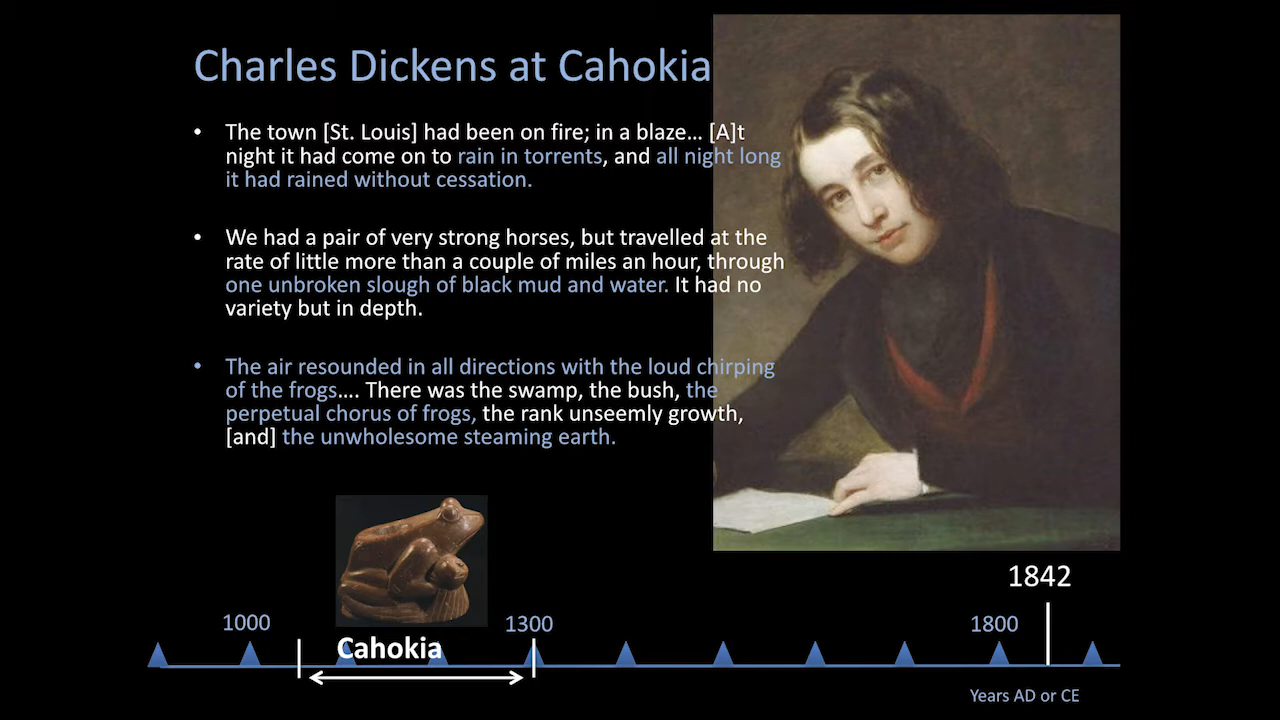 Charles Dickens at Cahokia
• The town [St. Louis] had been on fire; in a blaze... [A]t
night it had come on to rain in torrents, and all night long
it had rained without cessation.
• We had a pair of very strong horses, but travelled at the
rate of little more than a couple of miles an hour, through
one unbroken slough of black mud and water. It had no
variety but in depth.
• The air resounded in all directions with the loud chirping
of the frogs.... There was the swamp, the bush, the
perpetual chorus of frogs, the rank unseemly growth,
[and] the unwholesome steaming earth.
1842
1000
1300
1800
Cahokia
Years AD or CE